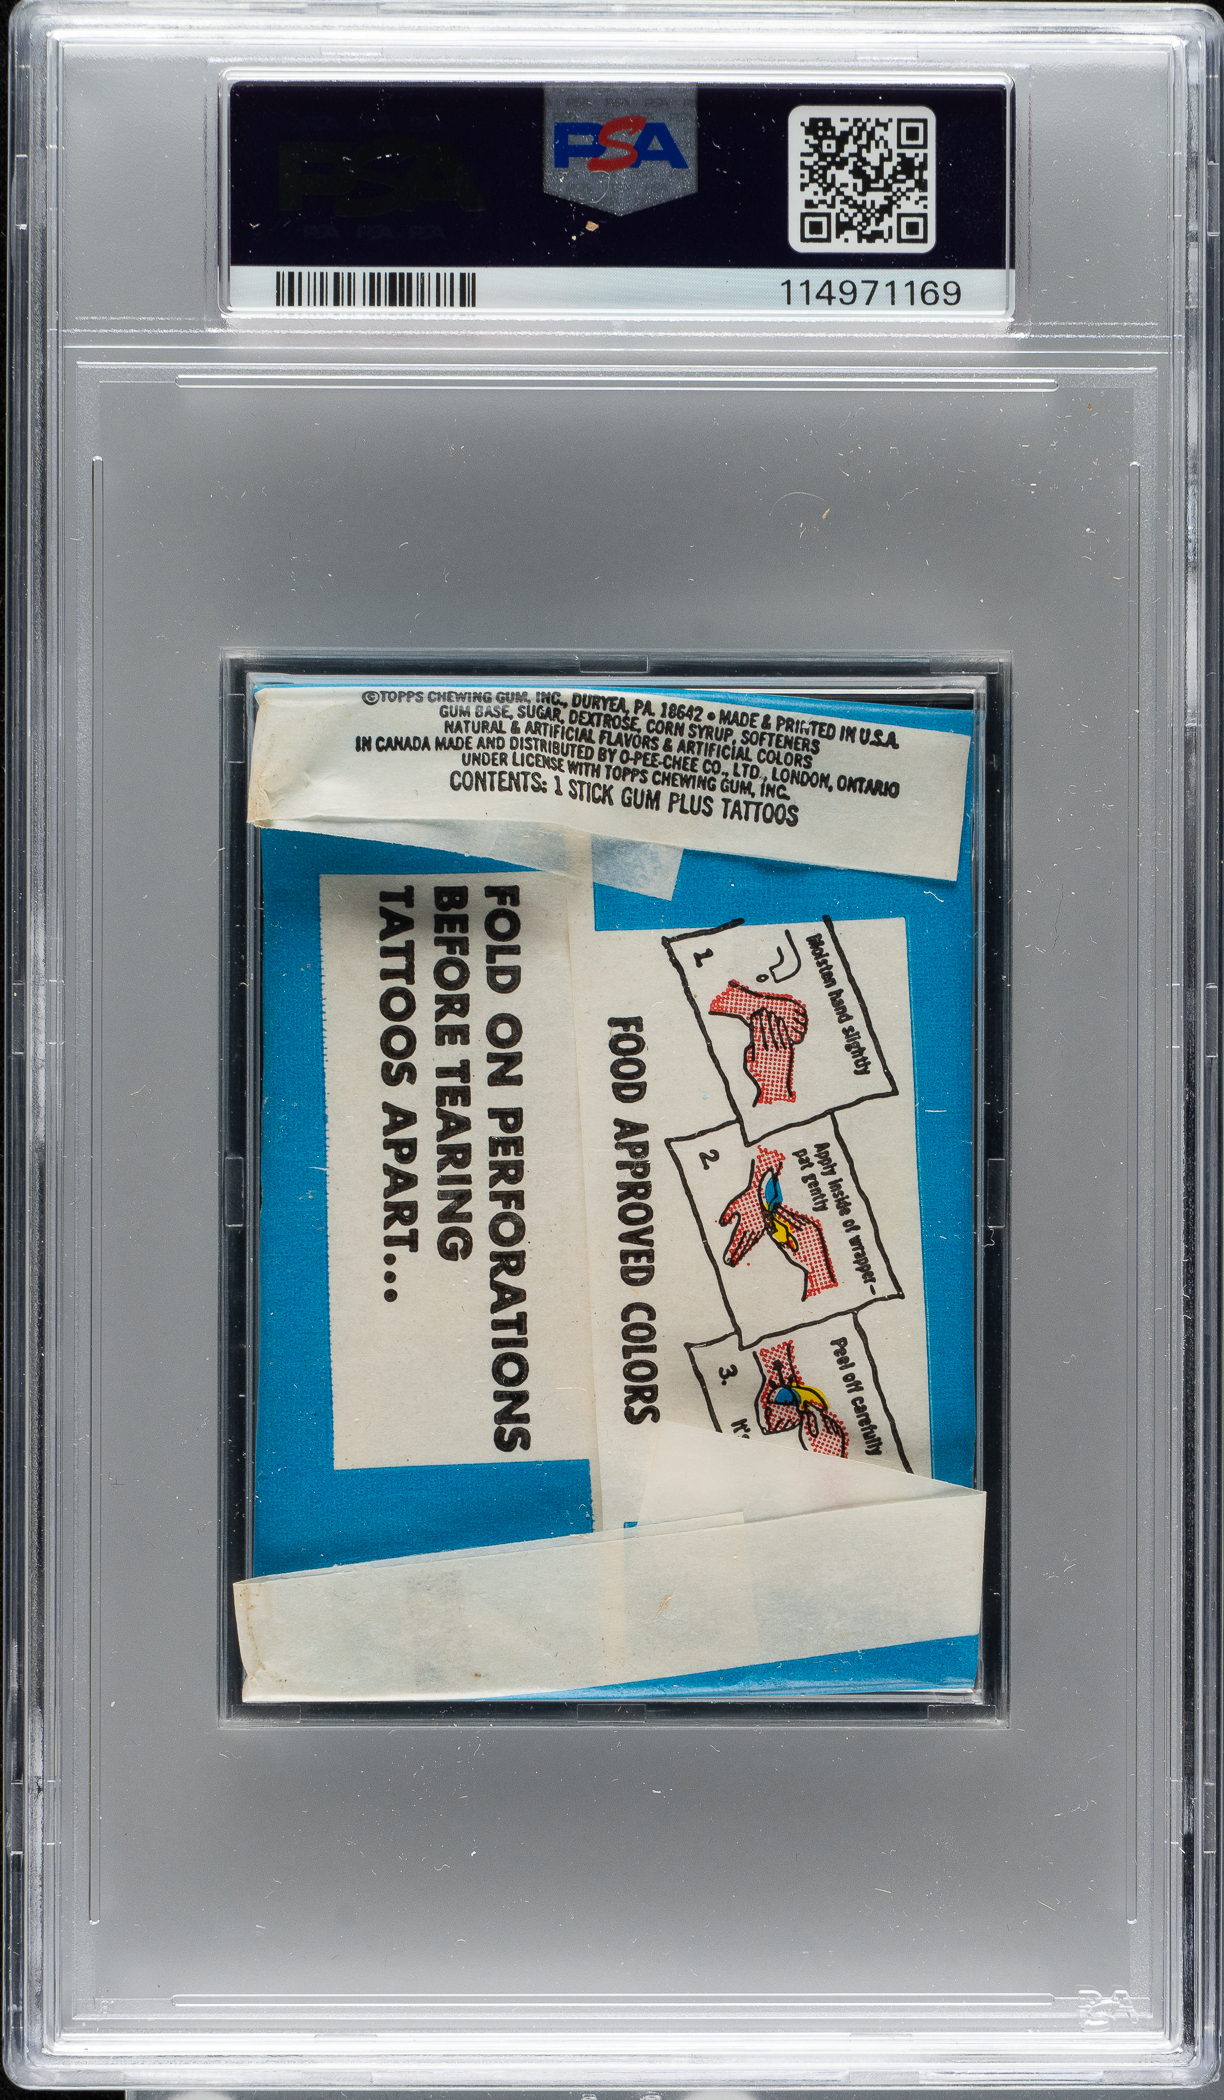 PSA
114971169
©TOPPS CHEWING GUM, INC., DURYEA, PA. 18642 • MADE & PRINTED IN U.S.A.
GUM BASE, SUGAR, DEXTROSE, CORN SYRUP, SOFTENERS
NATURAL & ARTIFICIAL FLAVORS & ARTIFICIAL COLORS
IN CANADA MADE AND DISTRIBUTED BY O-PEE-CHEE CO., LTD., LONDON, ONTARIO
UNDER LICENSE WITH TOPPS CHEWING GUM, INC.
CONTENTS: 1 STICK GUM PLUS TATTOOS
1
Moisten hand slightly
2
Apply inside of wrapper—
pat gently
3.
Peel off carefully
It's
FOOD APPROVED COLORS
FOLD ON PERFORATIONS
BEFORE TEARING
TATTOOS APART...